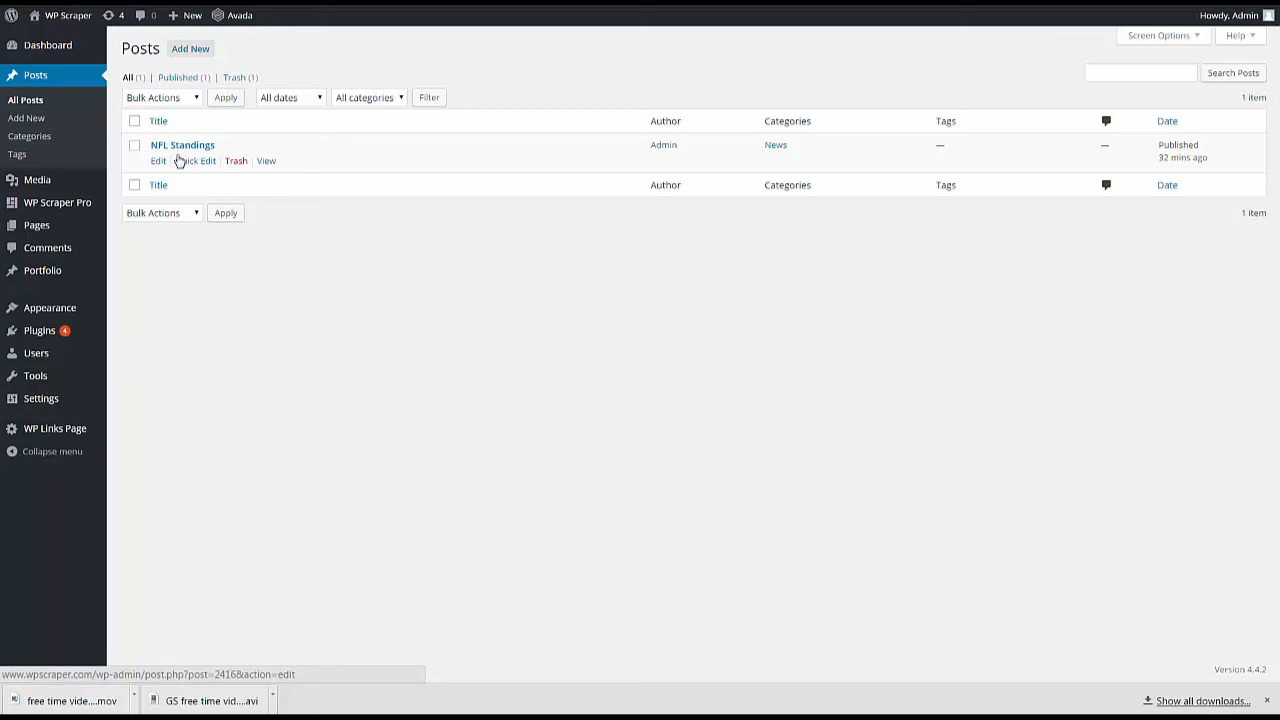 WP Scraper 4 0 New Avada Howdy, Admin
Dashboard
Posts
All Posts
Add New
Categories
Tags
Media
WP Scraper Pro
Pages
Comments
Portfolio
Appearance
Plugins 4
Users
Tools
Settings
WP Links Page
Collapse menu
Screen Options Help
Posts Add New
All (1) | Published (1) | Trash (1)
Search Posts
Bulk Actions Apply All dates All categories Filter 1 item
Title Author Categories Tags Date
NFL Standings Admin News — — Published
32 mins ago
Edit | Quick Edit | Trash | View
Title Author Categories Tags Date
Bulk Actions Apply 1 item
Version 4.4.2
www.wpscraper.com/wp-admin/post.php?post=2416&action=edit
free time vide....mov GS free time vid....avi Show all downloads...